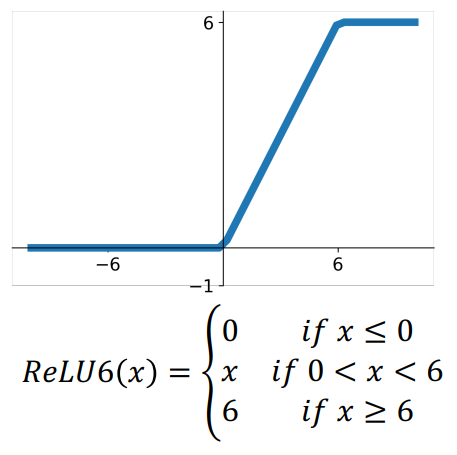 6
−6 6
−1
0 if x ≤ 0
ReLU6(x) = { x if 0 < x < 6
6 if x ≥ 6